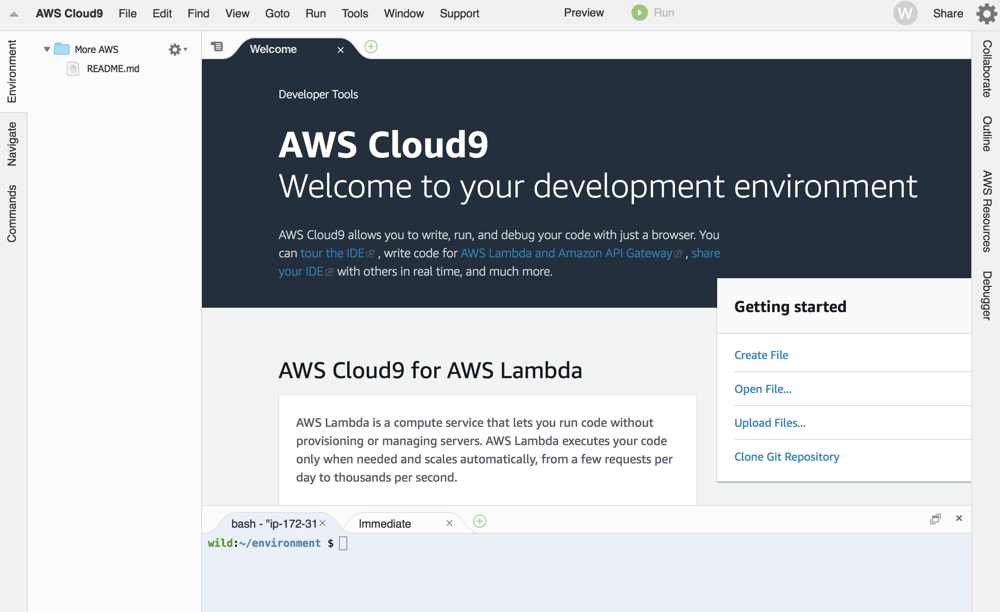 AWS Cloud9 File Edit Find View Goto Run Tools Window Support Preview Run W Share
Environment
Navigate
Commands
More AWS
README.md
Welcome
Developer Tools
AWS Cloud9
Welcome to your development environment
AWS Cloud9 allows you to write, run, and debug your code with just a browser. You
can tour the IDE , write code for AWS Lambda and Amazon API Gateway , share
your IDE with others in real time, and much more.
Getting started
Create File
Open File...
Upload Files...
Clone Git Repository
AWS Cloud9 for AWS Lambda
AWS Lambda is a compute service that lets you run code without
provisioning or managing servers. AWS Lambda executes your code
only when needed and scales automatically, from a few requests per
day to thousands per second.
bash - "ip-172-31 Immediate
wild:~/environment $
Collaborate
Outline
AWS Resources
Debugger